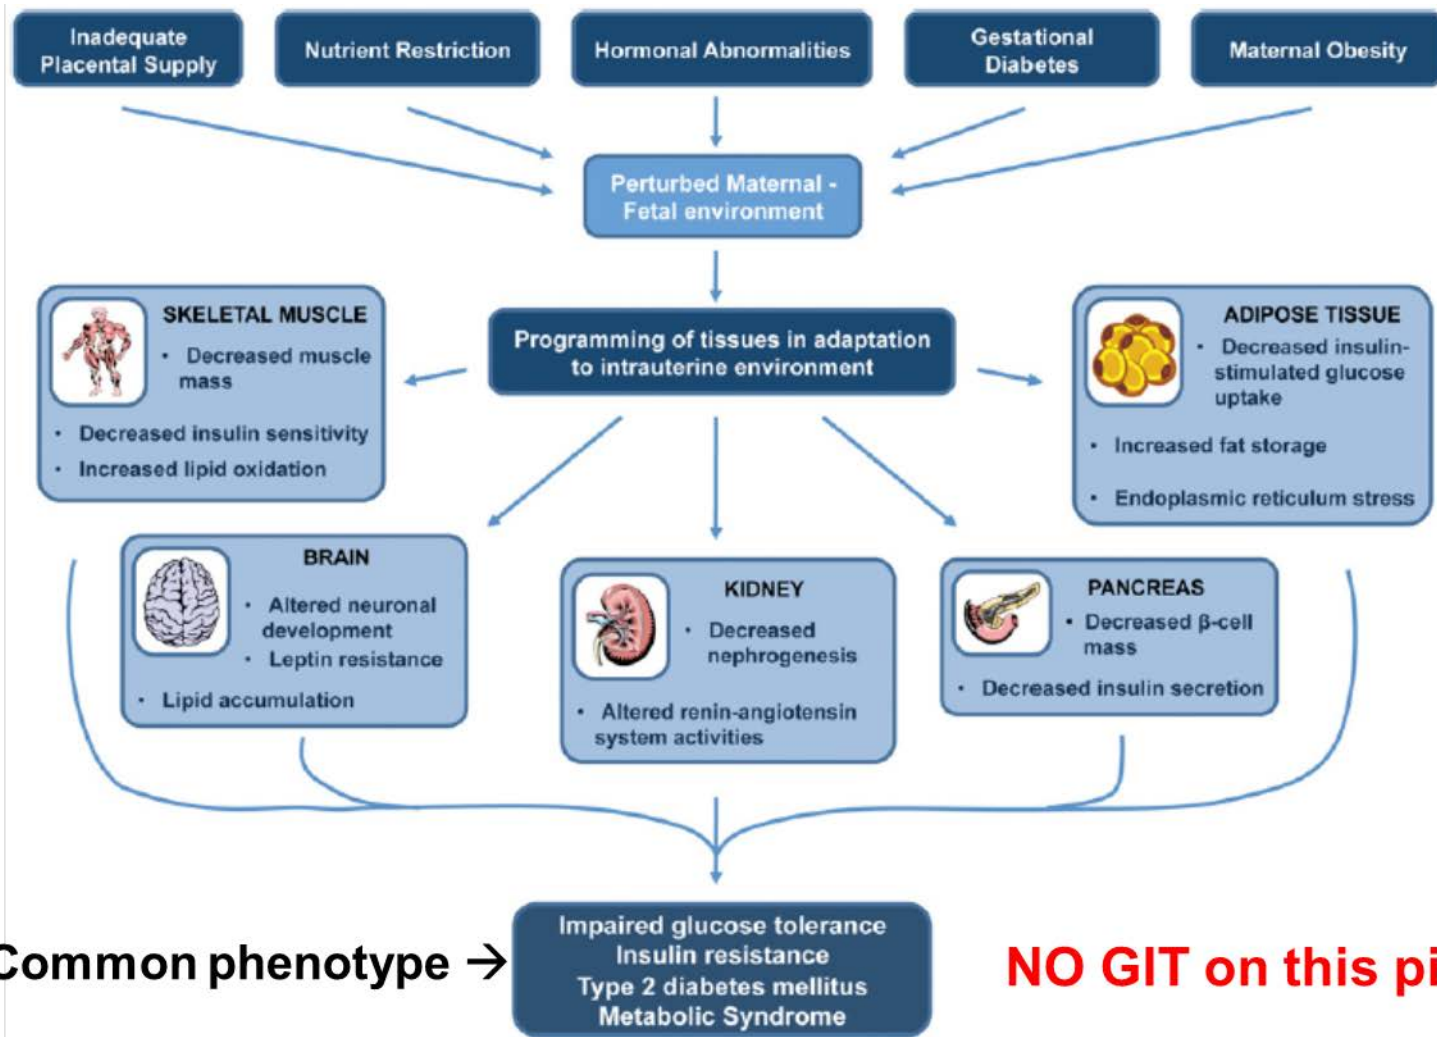 Inadequate
Placental Supply
Nutrient Restriction
Hormonal Abnormalities
Gestational
Diabetes
Maternal Obesity
Perturbed Maternal -
Fetal environment
Programming of tissues in adaptation
to intrauterine environment
SKELETAL MUSCLE
• Decreased muscle
mass
• Decreased insulin sensitivity
• Increased lipid oxidation
ADIPOSE TISSUE
• Decreased insulin-
stimulated glucose
uptake
• Increased fat storage
• Endoplasmic reticulum stress
BRAIN
• Altered neuronal
development
• Leptin resistance
• Lipid accumulation
KIDNEY
• Decreased
nephrogenesis
• Altered renin-angiotensin
system activities
PANCREAS
• Decreased β-cell
mass
• Decreased insulin secretion
Common phenotype →
Impaired glucose tolerance
Insulin resistance
Type 2 diabetes mellitus
Metabolic Syndrome
NO GIT on this pi